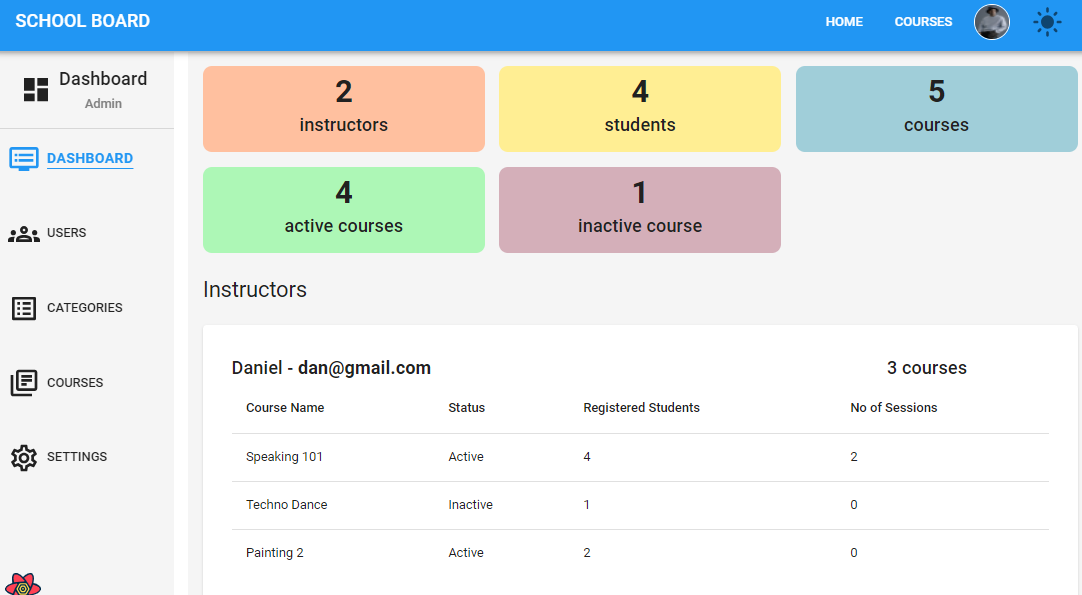 SCHOOL BOARD
HOME COURSES
Dashboard
Admin
DASHBOARD
USERS
CATEGORIES
COURSES
SETTINGS
2
instructors
4
students
5
courses
4
active courses
1
inactive course
Instructors
Daniel - dan@gmail.com 3 courses
Course Name Status Registered Students No of Sessions
Speaking 101 Active 4 2
Techno Dance Inactive 1 0
Painting 2 Active 2 0